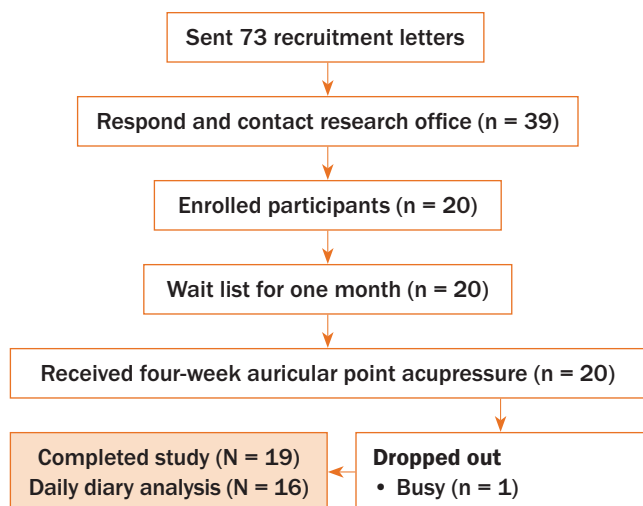 Sent 73 recruitment letters
Respond and contact research office (n = 39)
Enrolled participants (n = 20)
Wait list for one month (n = 20)
Received four-week auricular point acupressure (n = 20)
Completed study (N = 19)
Daily diary analysis (N = 16)
Dropped out
• Busy (n = 1)